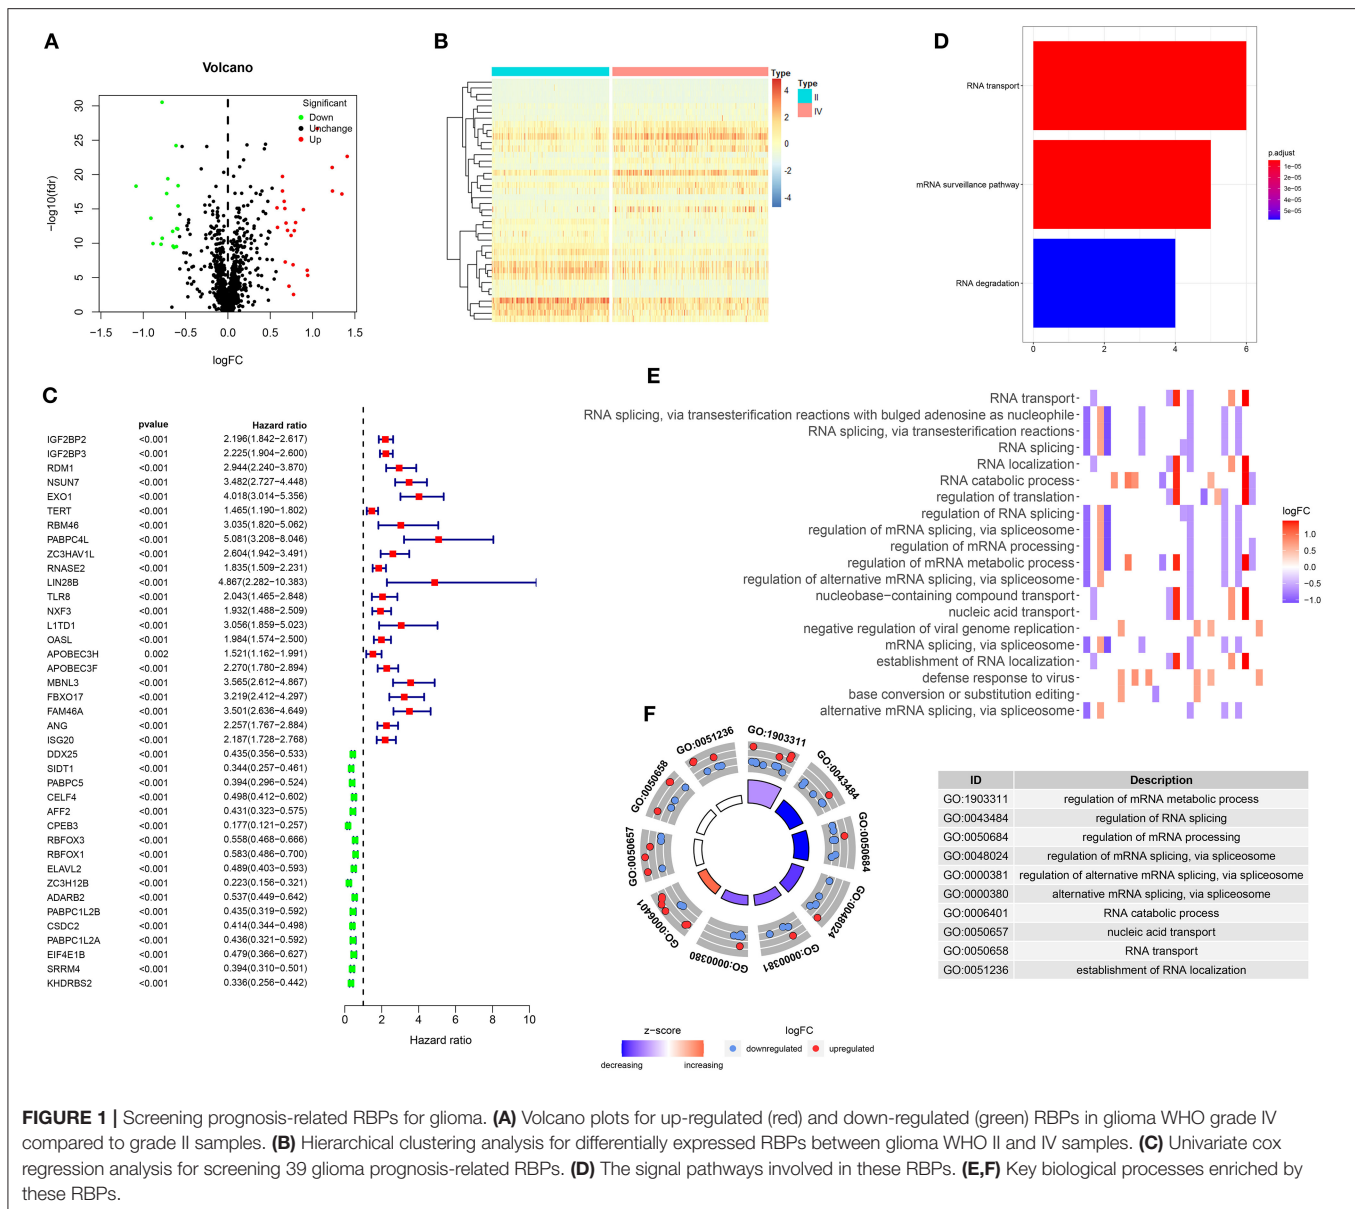 A
Volcano
Significant
Down
Unchange
Up
−log10(fdr)
30
25
20
15
10
5
0
−1.5
−1.0
−0.5
0.0
0.5
1.0
1.5
logFC
B
Type
4
2
0
−2
−4
Type
II
IV
D
RNA transport
mRNA surveillance pathway
RNA degradation
0
2
4
6
p.adjust
1e−05
2e−05
3e−05
4e−05
5e−05
C
pvalue Hazard ratio
IGF2BP2 <0.001 2.196(1.842−2.617)
IGF2BP3 <0.001 2.225(1.904−2.600)
RDM1 <0.001 2.944(2.240−3.870)
NSUN7 <0.001 3.482(2.727−4.448)
EXO1 <0.001 4.018(3.014−5.356)
TERT <0.001 1.465(1.190−1.802)
RBM46 <0.001 3.035(1.820−5.062)
PABPC4L <0.001 5.081(3.208−8.046)
ZC3HAV1L <0.001 2.604(1.942−3.491)
RNASE2 <0.001 1.835(1.509−2.231)
LIN28B <0.001 4.867(2.282−10.383)
TLR8 <0.001 2.043(1.465−2.848)
NXF3 <0.001 1.932(1.488−2.509)
L1TD1 <0.001 3.056(1.859−5.023)
OASL <0.001 1.984(1.574−2.500)
APOBEC3H 0.002 1.521(1.162−1.991)
APOBEC3F <0.001 2.270(1.780−2.894)
MBNL3 <0.001 3.565(2.612−4.867)
FBXO17 <0.001 3.219(2.412−4.297)
FAM46A <0.001 3.501(2.636−4.649)
ANG <0.001 2.257(1.767−2.884)
ISG20 <0.001 2.187(1.728−2.768)
DDX25 <0.001 0.435(0.356−0.533)
SIDT1 <0.001 0.344(0.257−0.461)
PABPC5 <0.001 0.394(0.296−0.524)
CELF4 <0.001 0.498(0.412−0.602)
AFF2 <0.001 0.431(0.323−0.575)
CPEB3 <0.001 0.177(0.121−0.257)
RBFOX3 <0.001 0.558(0.468−0.666)
RBFOX1 <0.001 0.583(0.486−0.700)
ELAVL2 <0.001 0.489(0.403−0.593)
ZC3H12B <0.001 0.223(0.156−0.321)
ADARB2 <0.001 0.537(0.449−0.642)
PABPC1L2B <0.001 0.435(0.319−0.592)
CSDC2 <0.001 0.414(0.344−0.498)
PABPC1L2A <0.001 0.436(0.321−0.592)
EIF4E1B <0.001 0.479(0.366−0.627)
SRRM4 <0.001 0.394(0.310−0.501)
KHDRBS2 <0.001 0.336(0.256−0.442)
0 2 4 6 8 10
Hazard ratio
E
RNA transport
RNA splicing, via transesterification reactions with bulged adenosine as nucleophile
RNA splicing, via transesterification reactions
RNA splicing
RNA localization
RNA catabolic process
regulation of translation
regulation of RNA splicing
regulation of mRNA splicing, via spliceosome
regulation of mRNA processing
regulation of mRNA metabolic process
regulation of alternative mRNA splicing, via spliceosome
nucleobase−containing compound transport
nucleic acid transport
negative regulation of viral genome replication
mRNA splicing, via spliceosome
establishment of RNA localization
defense response to virus
base conversion or substitution editing
alternative mRNA splicing, via spliceosome
logFC
1.0
0.5
0.0
−0.5
−1.0
F
GO:1903311
GO:0043484
GO:0050684
GO:0048024
GO:0000381
GO:0000380
GO:0006401
GO:0050657
GO:0050658
GO:0051236
z−score
decreasing increasing
logFC
downregulated upregulated
ID Description
GO:1903311 regulation of mRNA metabolic process
GO:0043484 regulation of RNA splicing
GO:0050684 regulation of mRNA processing
GO:0048024 regulation of mRNA splicing, via spliceosome
GO:0000381 regulation of alternative mRNA splicing, via spliceosome
GO:0000380 alternative mRNA splicing, via spliceosome
GO:0006401 RNA catabolic process
GO:0050657 nucleic acid transport
GO:0050658 RNA transport
GO:0051236 establishment of RNA localization
FIGURE 1 | Screening prognosis-related RBPs for glioma. (A) Volcano plots for up-regulated (red) and down-regulated (green) RBPs in glioma WHO grade IV
compared to grade II samples. (B) Hierarchical clustering analysis for differentially expressed RBPs between glioma WHO II and IV samples. (C) Univariate cox
regression analysis for screening 39 glioma prognosis-related RBPs. (D) The signal pathways involved in these RBPs. (E,F) Key biological processes enriched by
these RBPs.